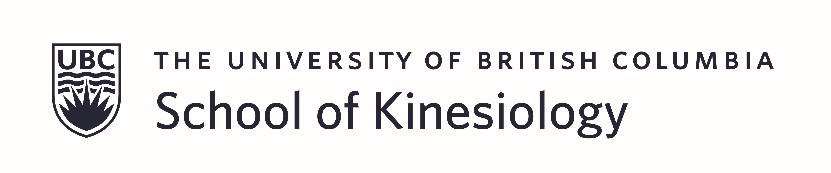 UBC
THE UNIVERSITY OF BRITISH COLUMBIA
School of Kinesiology